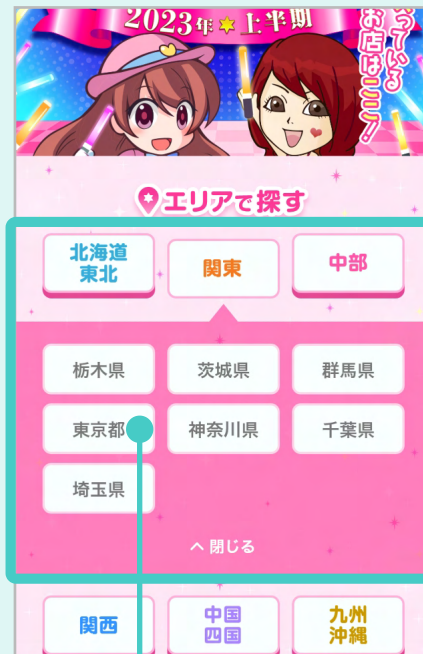 2023年★上半期
っている
お店はここ!
エリアで探す
北海道
東北
関東
中部
栃木県
茨城県
群馬県
東京都
神奈川県
千葉県
埼玉県
へ 閉じる
関西
中国
四国
九州
沖縄